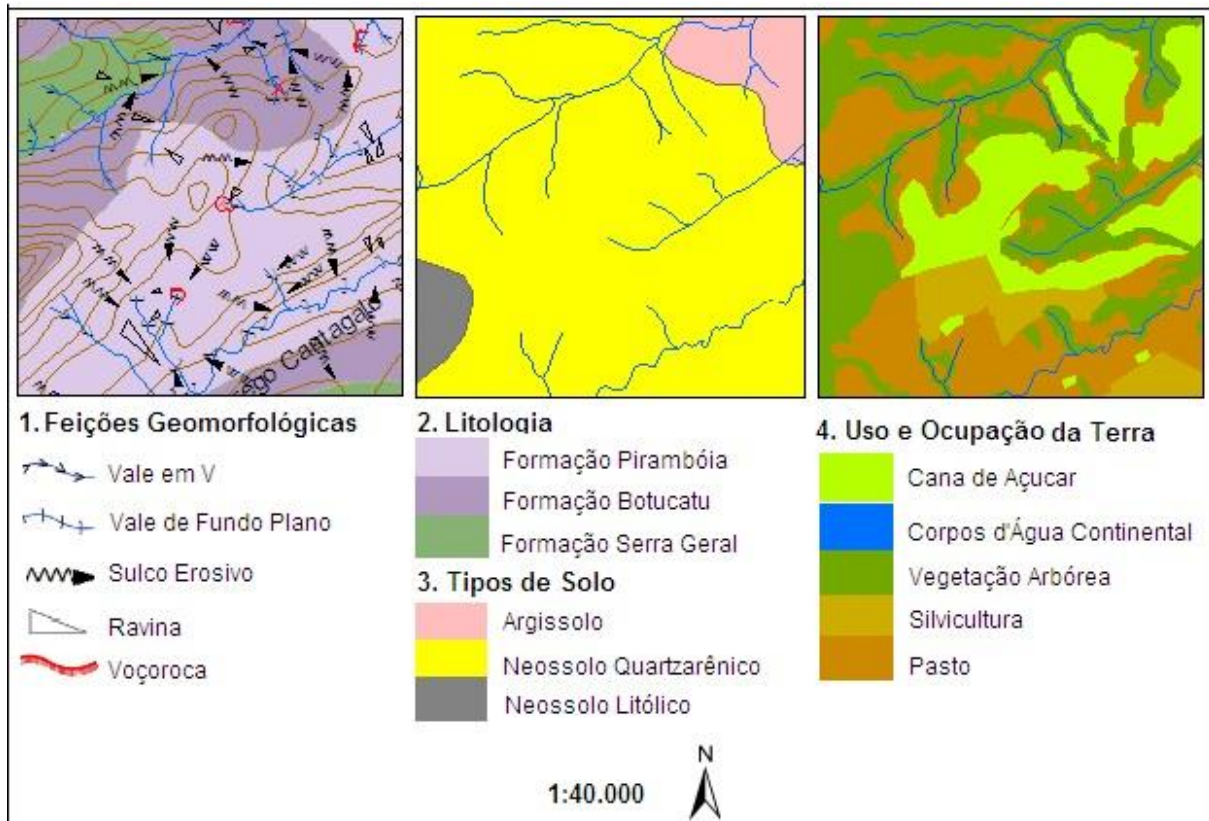 Córrego Cantagalo
1. Feições Geomorfológicas
Vale em V
Vale de Fundo Plano
Sulco Erosivo
Ravina
Voçoroca
2. Litologia
Formação Pirambóia
Formação Botucatu
Formação Serra Geral
3. Tipos de Solo
Argissolo
Neossolo Quartzarênico
Neossolo Litólico
4. Uso e Ocupação da Terra
Cana de Açucar
Corpos d'Água Continental
Vegetação Arbórea
Silvicultura
Pasto
1:40.000
N